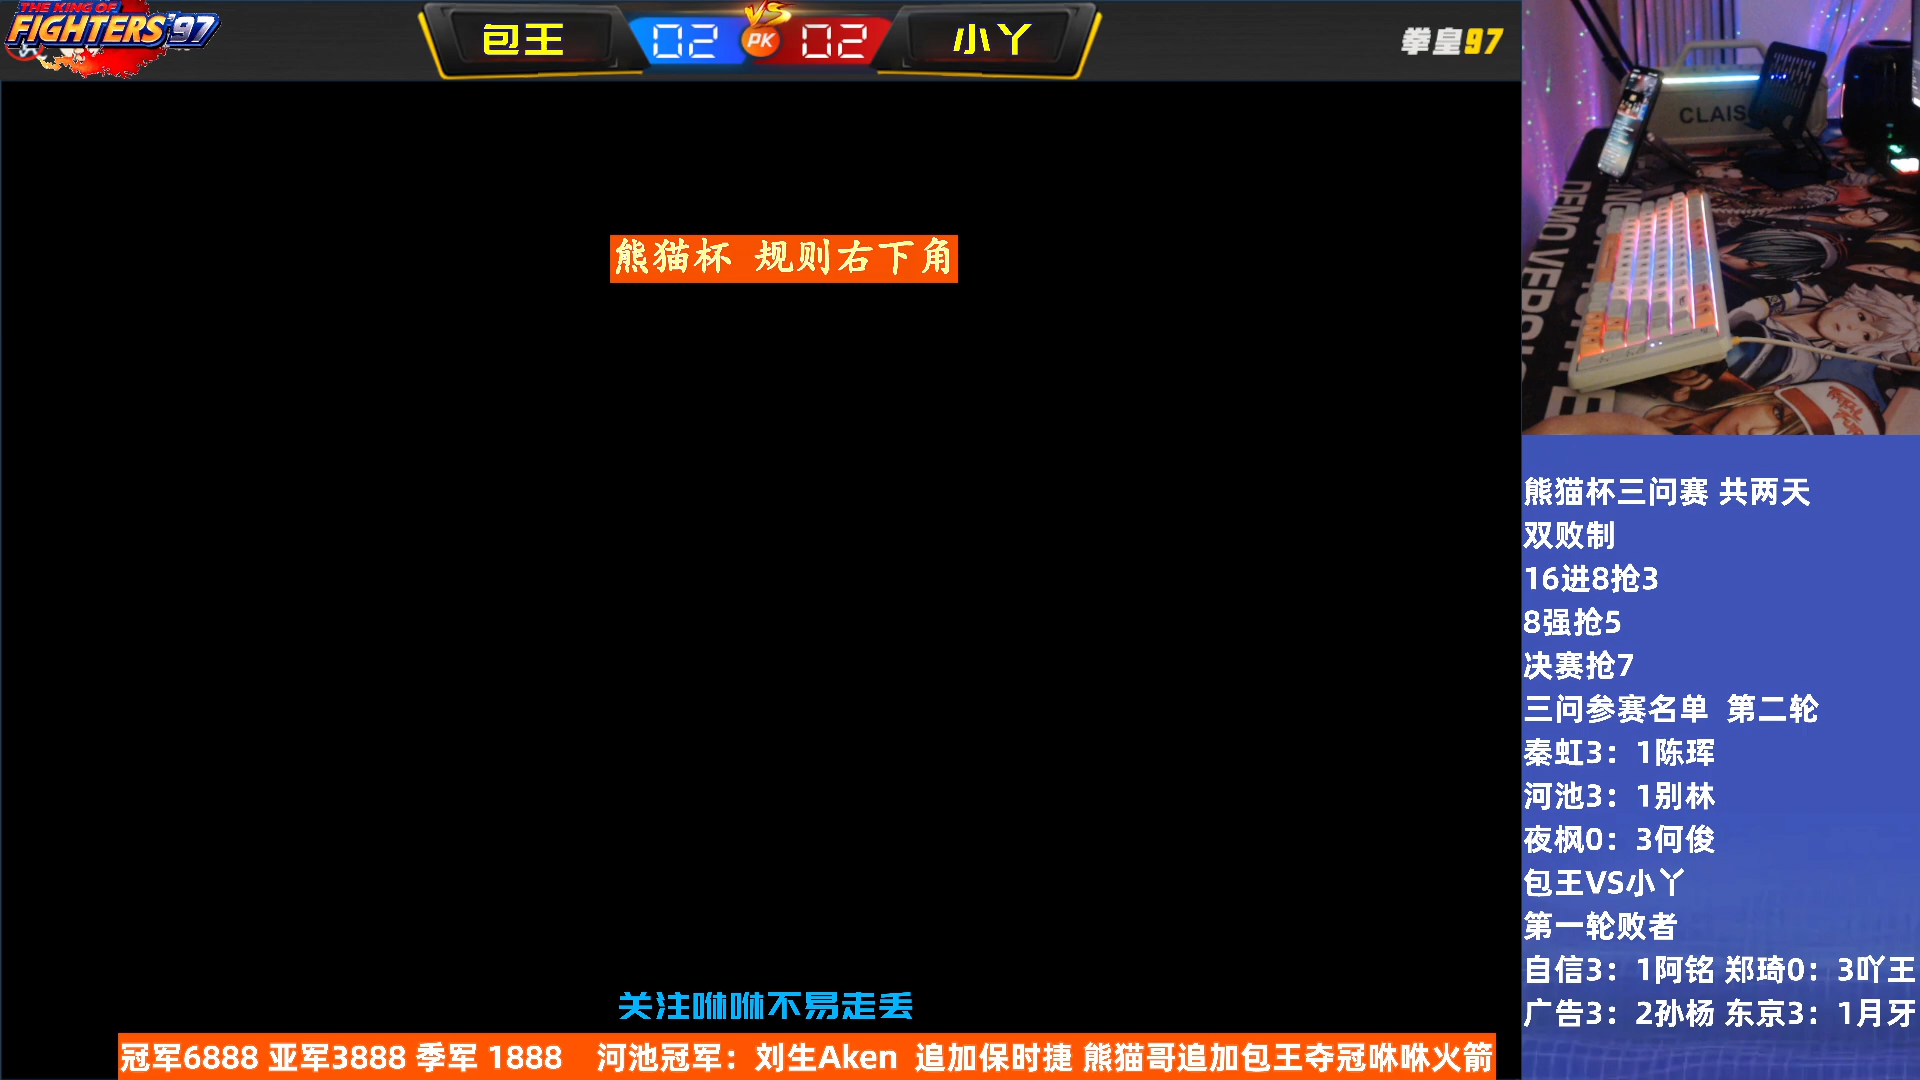 THE KING OF
FIGHTERS'97
包王
02
VS
PK
02
小丫
拳皇97
CLAIS
DEMO VERSI
熊猫杯 规则右下角
熊猫杯三问赛 共两天
双败制
16进8抢3
8强抢5
决赛抢7
三问参赛名单 第二轮
秦虹3：1陈珲
河池3：1别林
夜枫0：3何俊
包王VS小丫
第一轮败者
自信3：1阿铭 郑琦0：3吖王
广告3：2孙杨 东京3：1月牙
关注咻咻不易走丢
冠军6888 亚军3888 季军 1888 河池冠军：刘生Aken 追加保时捷 熊猫哥追加包王夺冠咻咻火箭